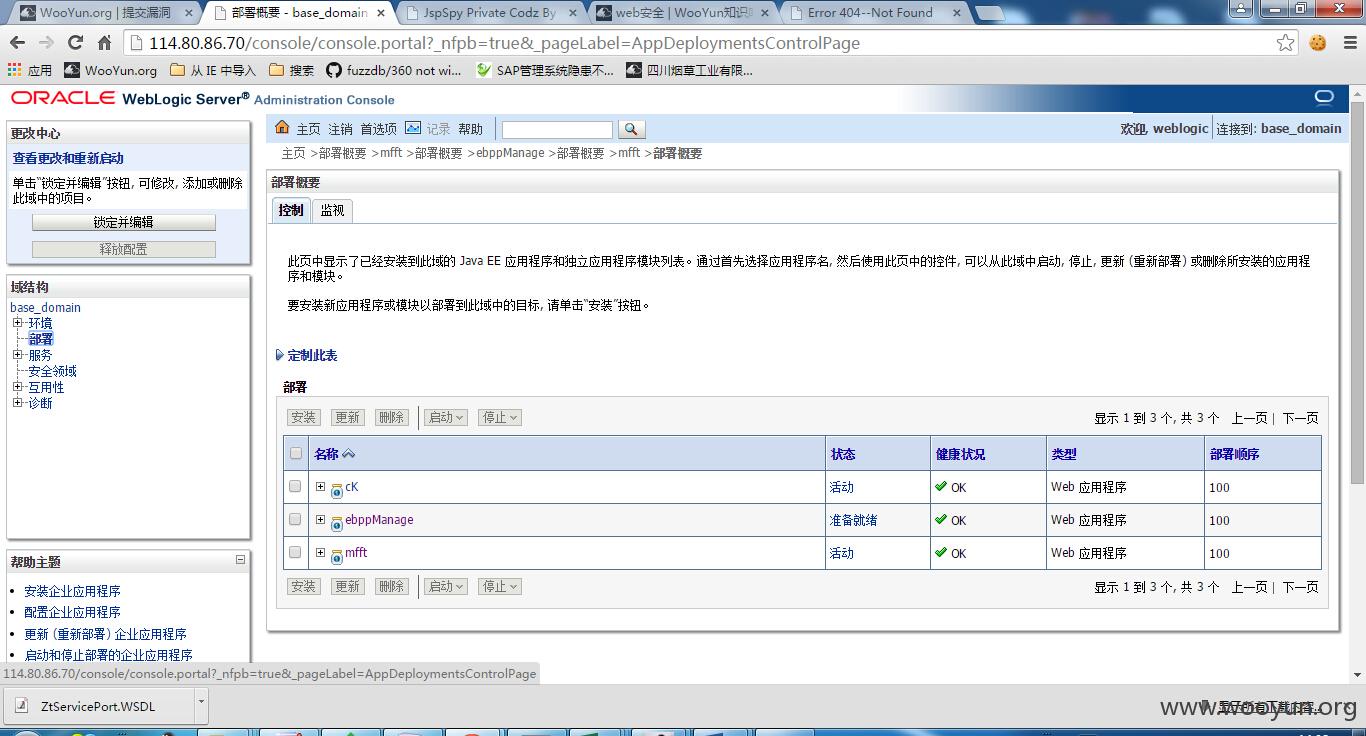 WooYun.org | 提交漏洞
部署概要 - base_domain
JspSpy Private Codz By
web安全 | WooYun知识
Error 404--Not Found
114.80.86.70/console/console.portal?_nfpb=true&_pageLabel=AppDeploymentsControlPage
应用 WooYun.org 从 IE 中导入 搜索 fuzzdb/360 not wi... SAP管理系统隐患不... 四川烟草工业有限...
ORACLE WebLogic Server® Administration Console
更改中心
查看更改和重新启动
单击“锁定并编辑”按钮, 可修改, 添加或删除
此域中的项目。
锁定并编辑
释放配置
域结构
base_domain
环境
部署
服务
安全领域
互用性
诊断
帮助主题
安装企业应用程序
配置企业应用程序
更新 (重新部署) 企业应用程序
启动和停止部署的企业应用程序
主页 注销 首选项 记录 帮助
欢迎, weblogic 连接到: base_domain
主页 >部署概要 >mfft >部署概要 >ebppManage >部署概要 >mfft >部署概要
部署概要
控制 监视
此页中显示了已经安装到此域的 Java EE 应用程序和独立应用程序模块列表。通过首先选择应用程序名, 然后使用此页中的控件, 可以从此域中启动, 停止, 更新 (重新部署) 或删除所安装的应用程
序和模块。
要安装新应用程序或模块以部署到此域中的目标, 请单击“安装”按钮。
定制此表
部署
安装 更新 删除 启动 停止 显示 1 到 3 个, 共 3 个 上一页 | 下一页
名称 状态 健康状况 类型 部署顺序
cK 活动 OK Web 应用程序 100
ebppManage 准备就绪 OK Web 应用程序 100
mfft 活动 OK Web 应用程序 100
安装 更新 删除 启动 停止 显示 1 到 3 个, 共 3 个 上一页 | 下一页
114.80.86.70/console/console.portal?_nfpb=true&_pageLabel=AppDeploymentsControlPage
ZtServicePort.WSDL
www.wooyun.org